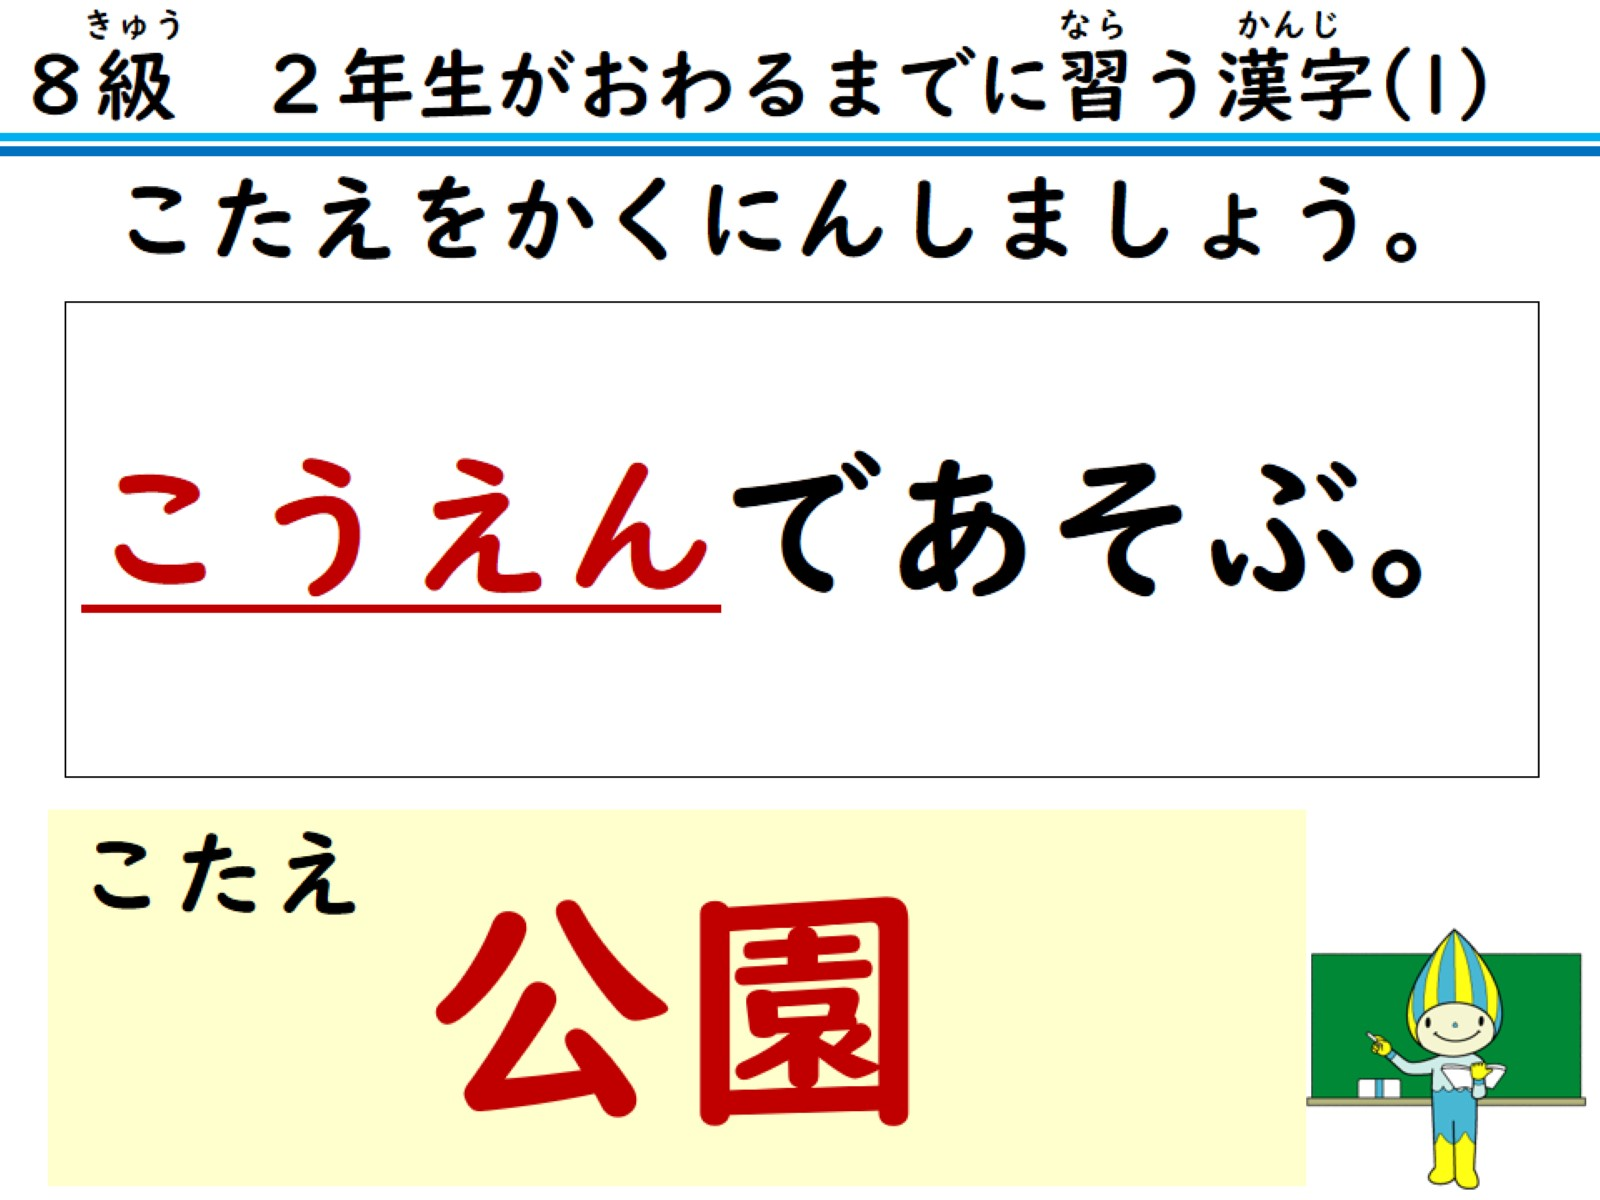 きゅう　なら　かんじ
8級　2年生がおわるまでに習う漢字(1)
こたえをかくにんしましょう。
こうえんであそぶ。
こたえ
公園